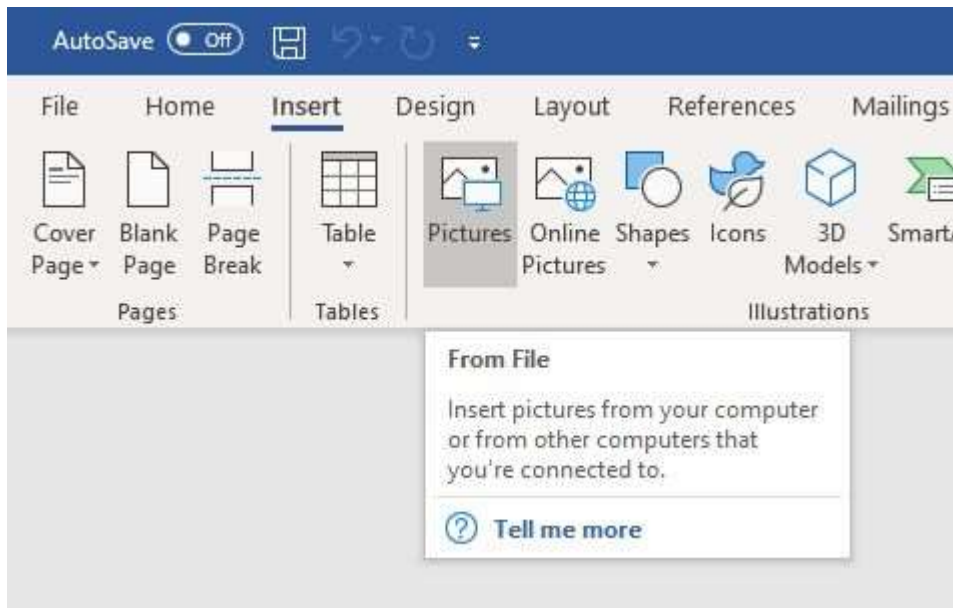 AutoSave Off
File Home Insert Design Layout References Mailings
Cover Blank Page Table Pictures Online Shapes Icons 3D
Page Page Break Pictures Models
Pages Tables Illustrations
From File
Insert pictures from your computer
or from other computers that
you're connected to.
Tell me more